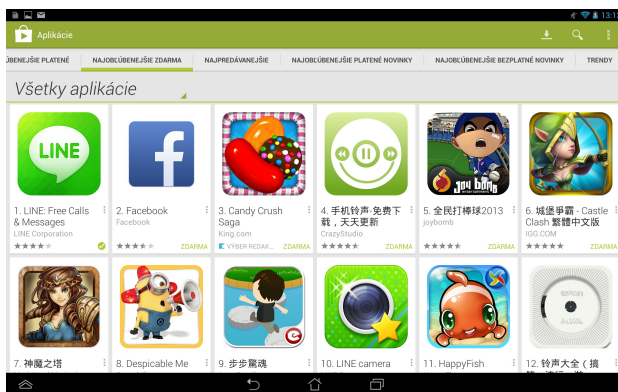 13:12
Aplikácie
ÚBENEJŠIE PLATENÉ NAJOBĽÚBENEJŠIE ZDARMA NAJPREDÁVANEJŠIE NAJOBĽÚBENEJŠIE PLATENÉ NOVINKY NAJOBĽÚBENEJŠIE BEZPLATNÉ NOVINKY TRENDY
Všetky aplikácie
LINE
f
Joy bomb
1. LINE: Free Calls
& Messages
LINE Corporation
2. Facebook
Facebook
ZDARMA
3. Candy Crush
Saga
King.com
VÝBER REDAK... ZDARMA
4. 手机铃声-免费下
载，天天更新
CrazyStudio
ZDARMA
5. 全民打棒球2013
joybomb
ZDARMA
6. 城堡爭霸 - Castle
Clash 繁體中文版
IGG.COM
ZDARMA
7. 神魔之塔
8. Despicable Me
9. 步步驚魂
10. LINE camera
11. HappyFish
12. 铃声大全（搞